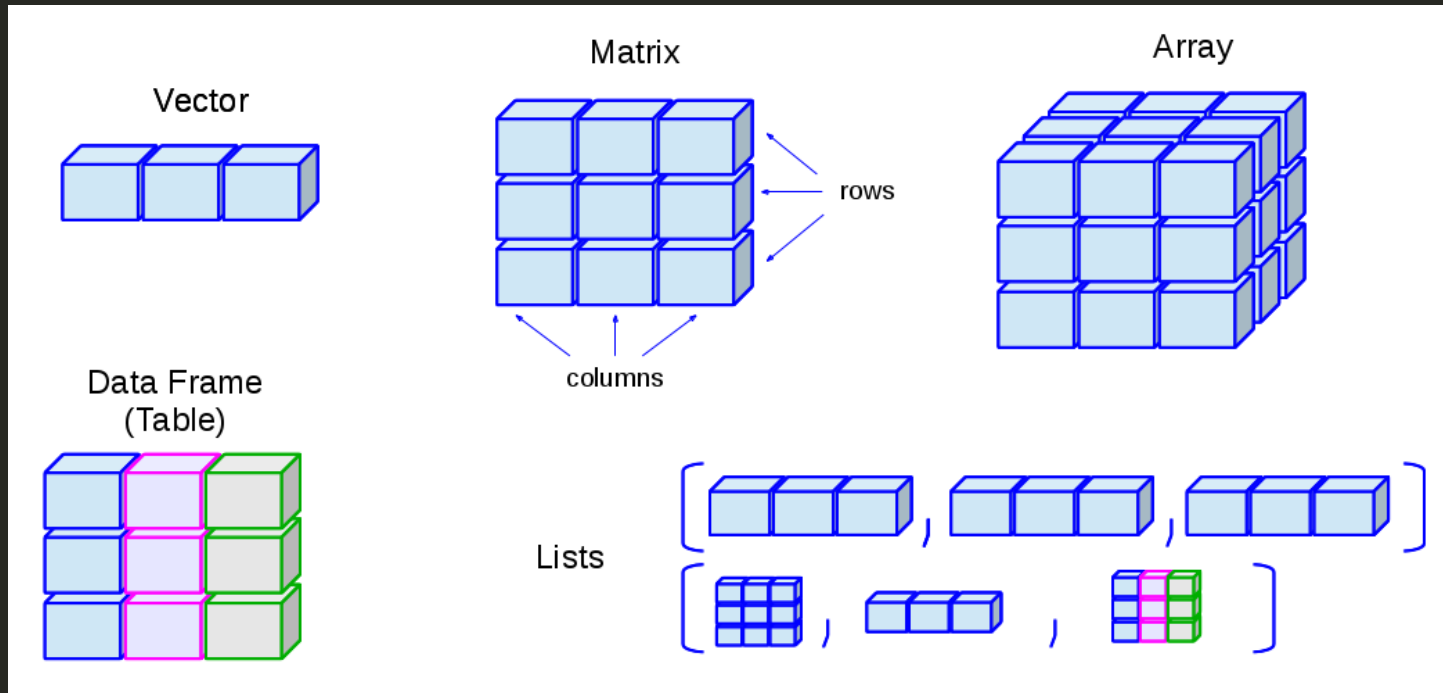 Vector
Matrix
Array
rows
columns
Data Frame
(Table)
Lists